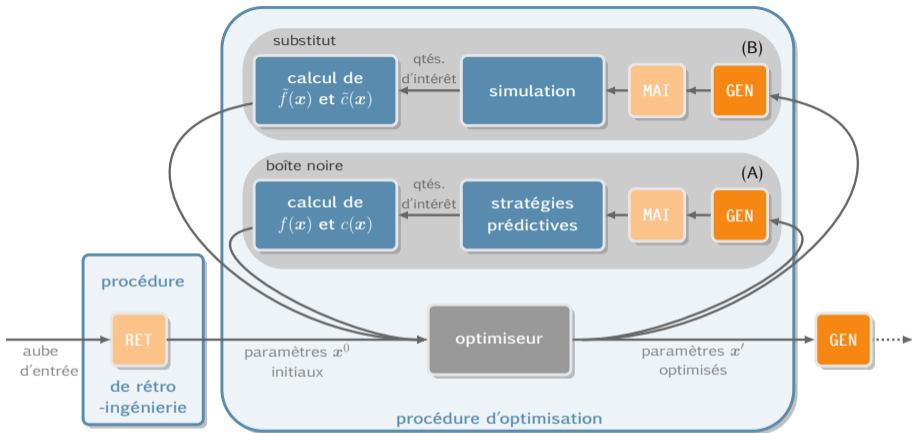 substitut
(B)
calcul de
f̃(x) et c̃(x)
qtés.
d'intérêt
simulation
MAI
GEN
boîte noire
(A)
calcul de
f(x) et c(x)
qtés.
d'intérêt
stratégies
prédictives
MAI
GEN
procédure
RET
de rétro
-ingénierie
aube
d'entrée
paramètres x⁰
initiaux
optimiseur
paramètres x′
optimisés
GEN
procédure d'optimisation